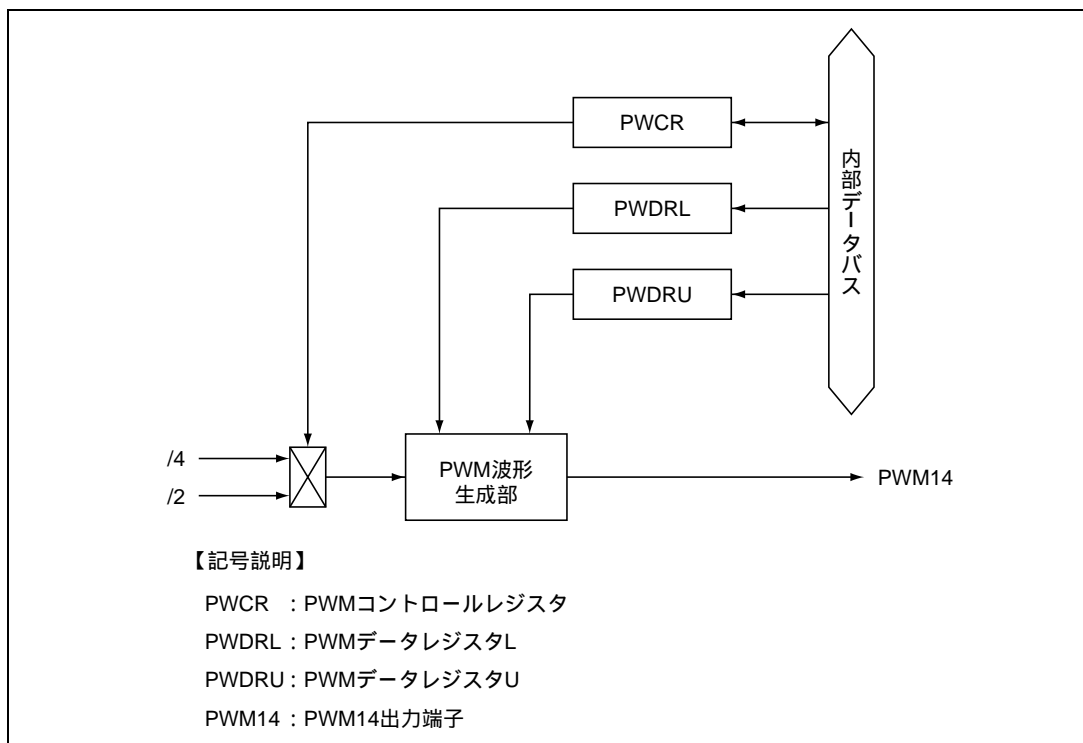 PWCR
PWDRL
PWDRU
内部データバス
/4
/2
PWM波形
生成部
PWM14
【記号説明】
PWCR :PWMコントロールレジスタ
PWDRL:PWMデータレジスタL
PWDRU:PWMデータレジスタU
PWM14:PWM14出力端子